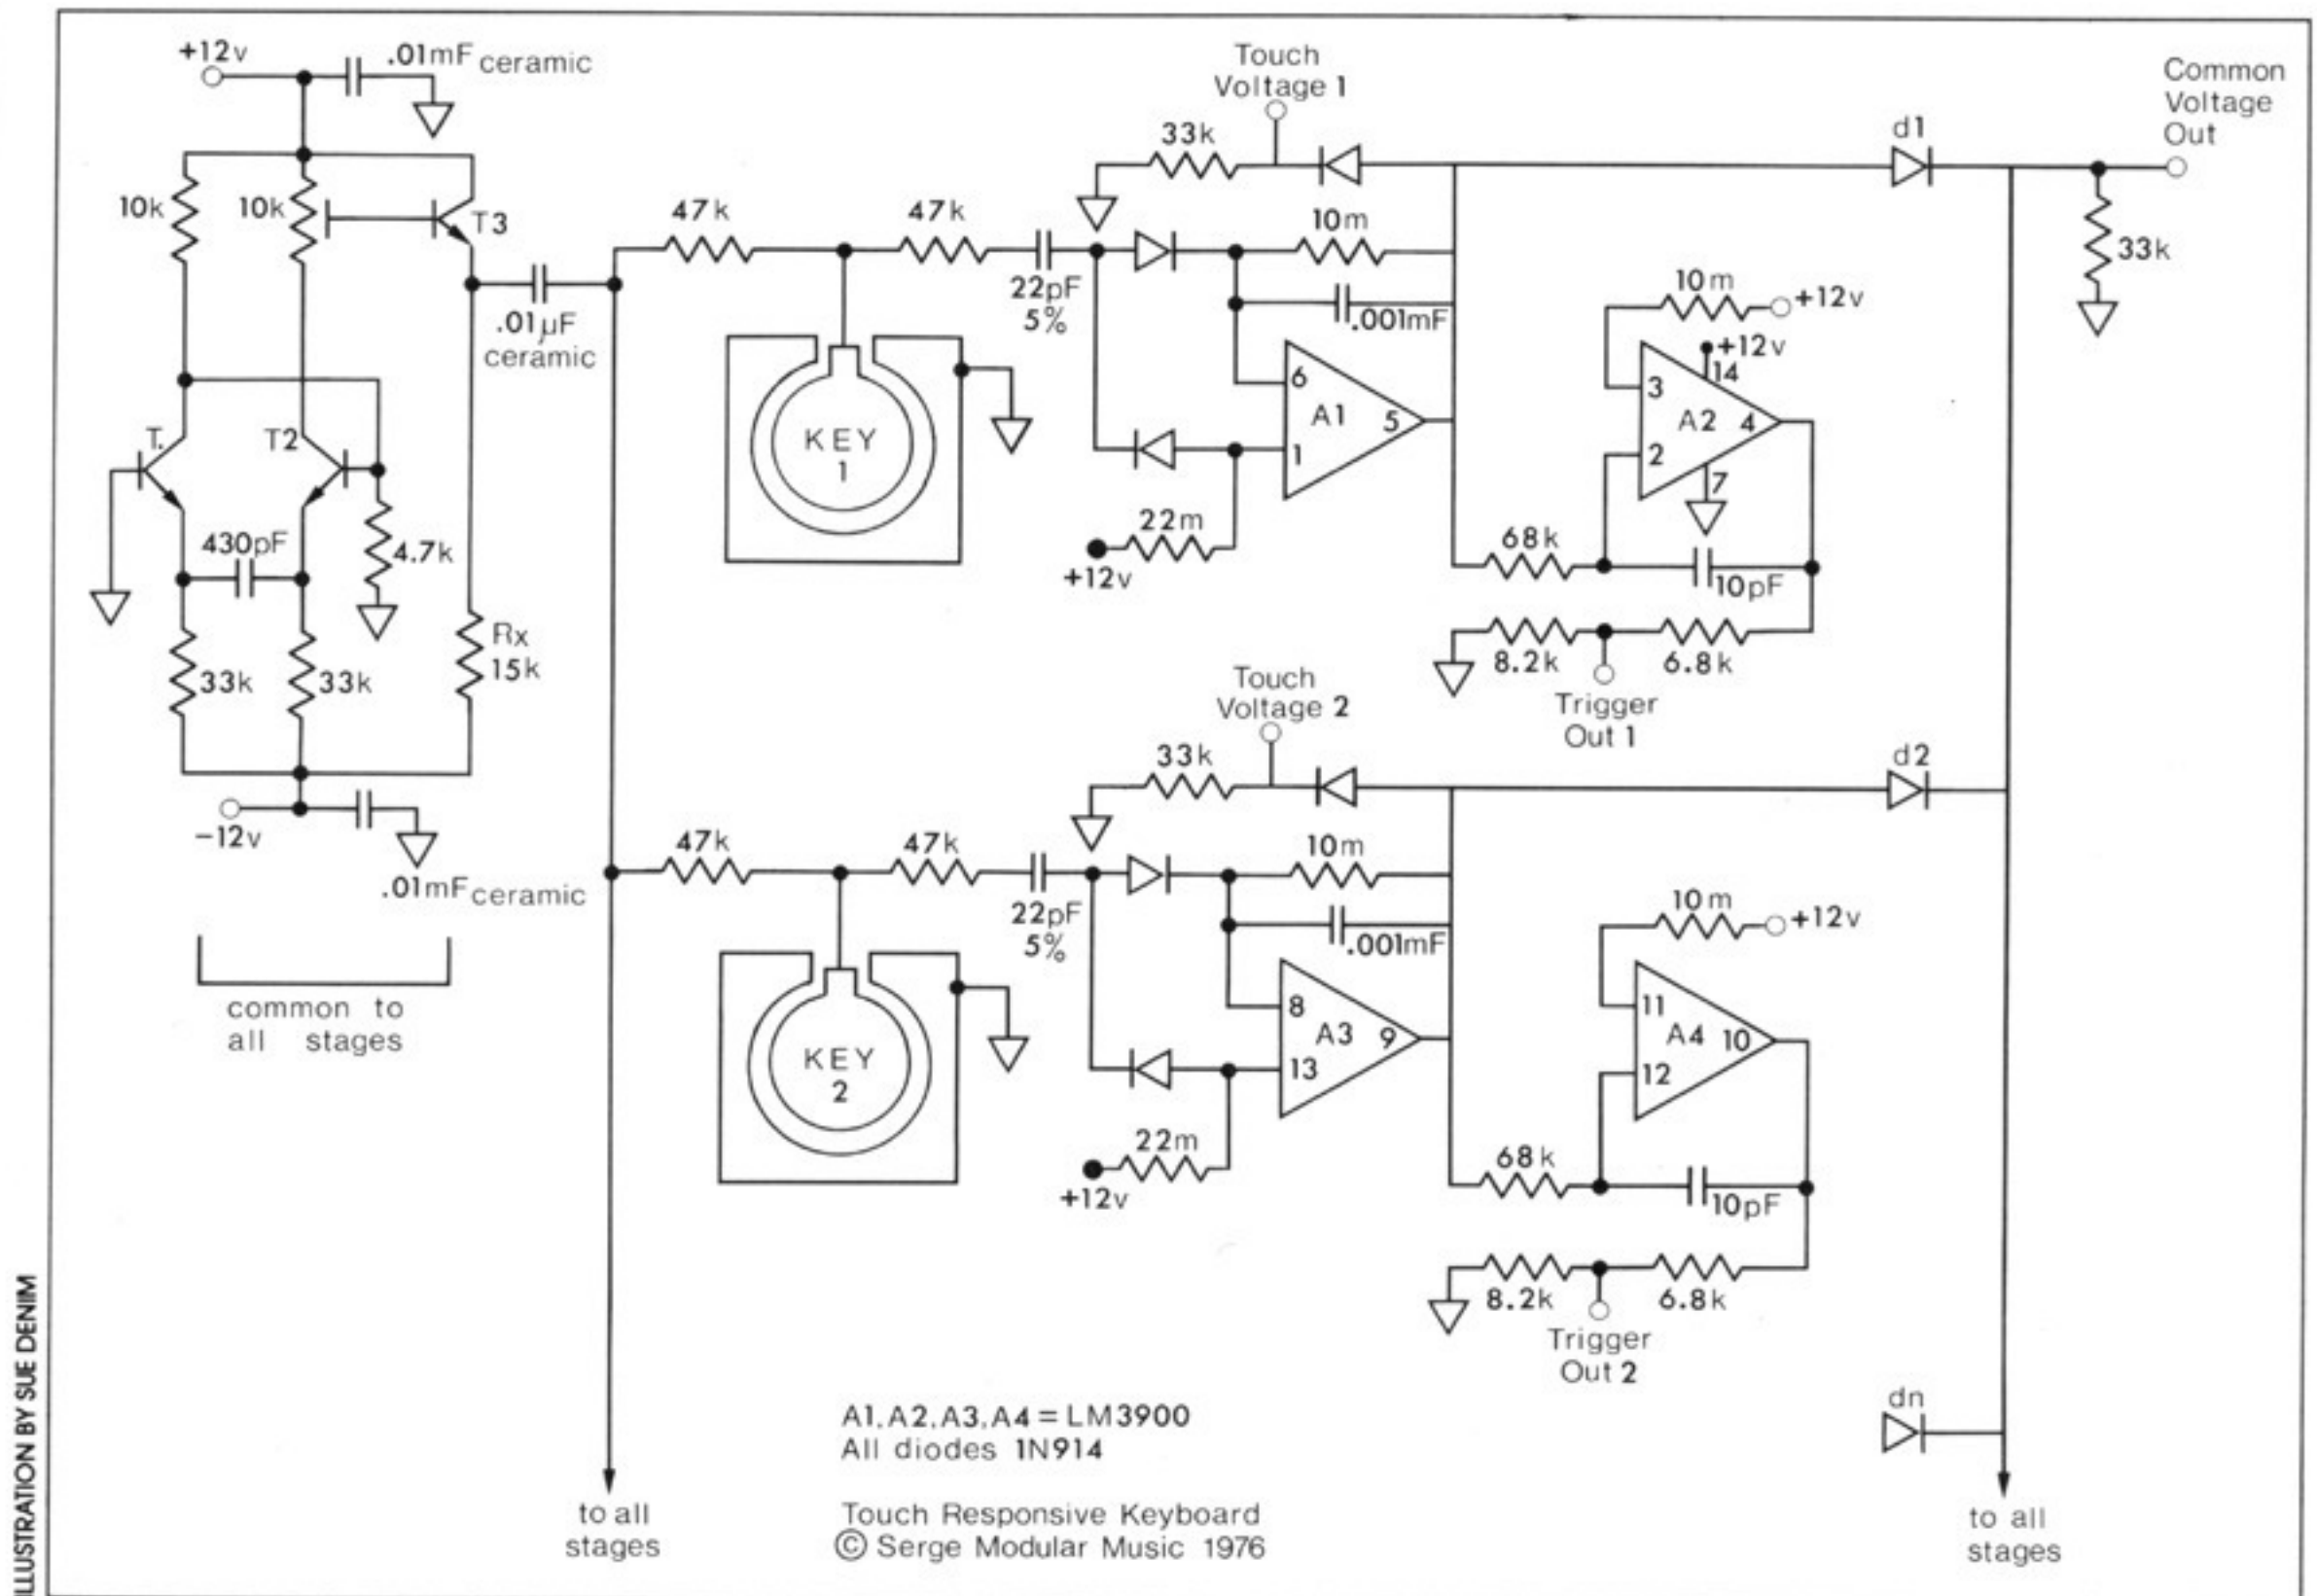 +12v
.01mF ceramic
10k
10k
T3
.01µF
ceramic
T.
T2
430pF
4.7k
33k
33k
Rx
15k
-12v
.01mF ceramic
common to
all stages
47k
47k
22pF
5%
KEY
1
Touch
Voltage 1
33k
10m
.001mF
6
A1
5
1
22m
+12v
d1
Common
Voltage
Out
33k
10m
+12v
+12v
14
3
A2
4
2
7
68k
10pF
8.2k
6.8k
Trigger
Out 1
Touch
Voltage 2
33k
d2
47k
47k
22pF
5%
KEY
2
10m
.001mF
8
A3
9
13
22m
+12v
10m
+12v
11
A4
10
12
68k
10pF
8.2k
6.8k
Trigger
Out 2
dn
to all
stages
to all
stages
A1,A2,A3,A4 = LM3900
All diodes 1N914
Touch Responsive Keyboard
© Serge Modular Music 1976
ILLUSTRATION BY SUE DENIM